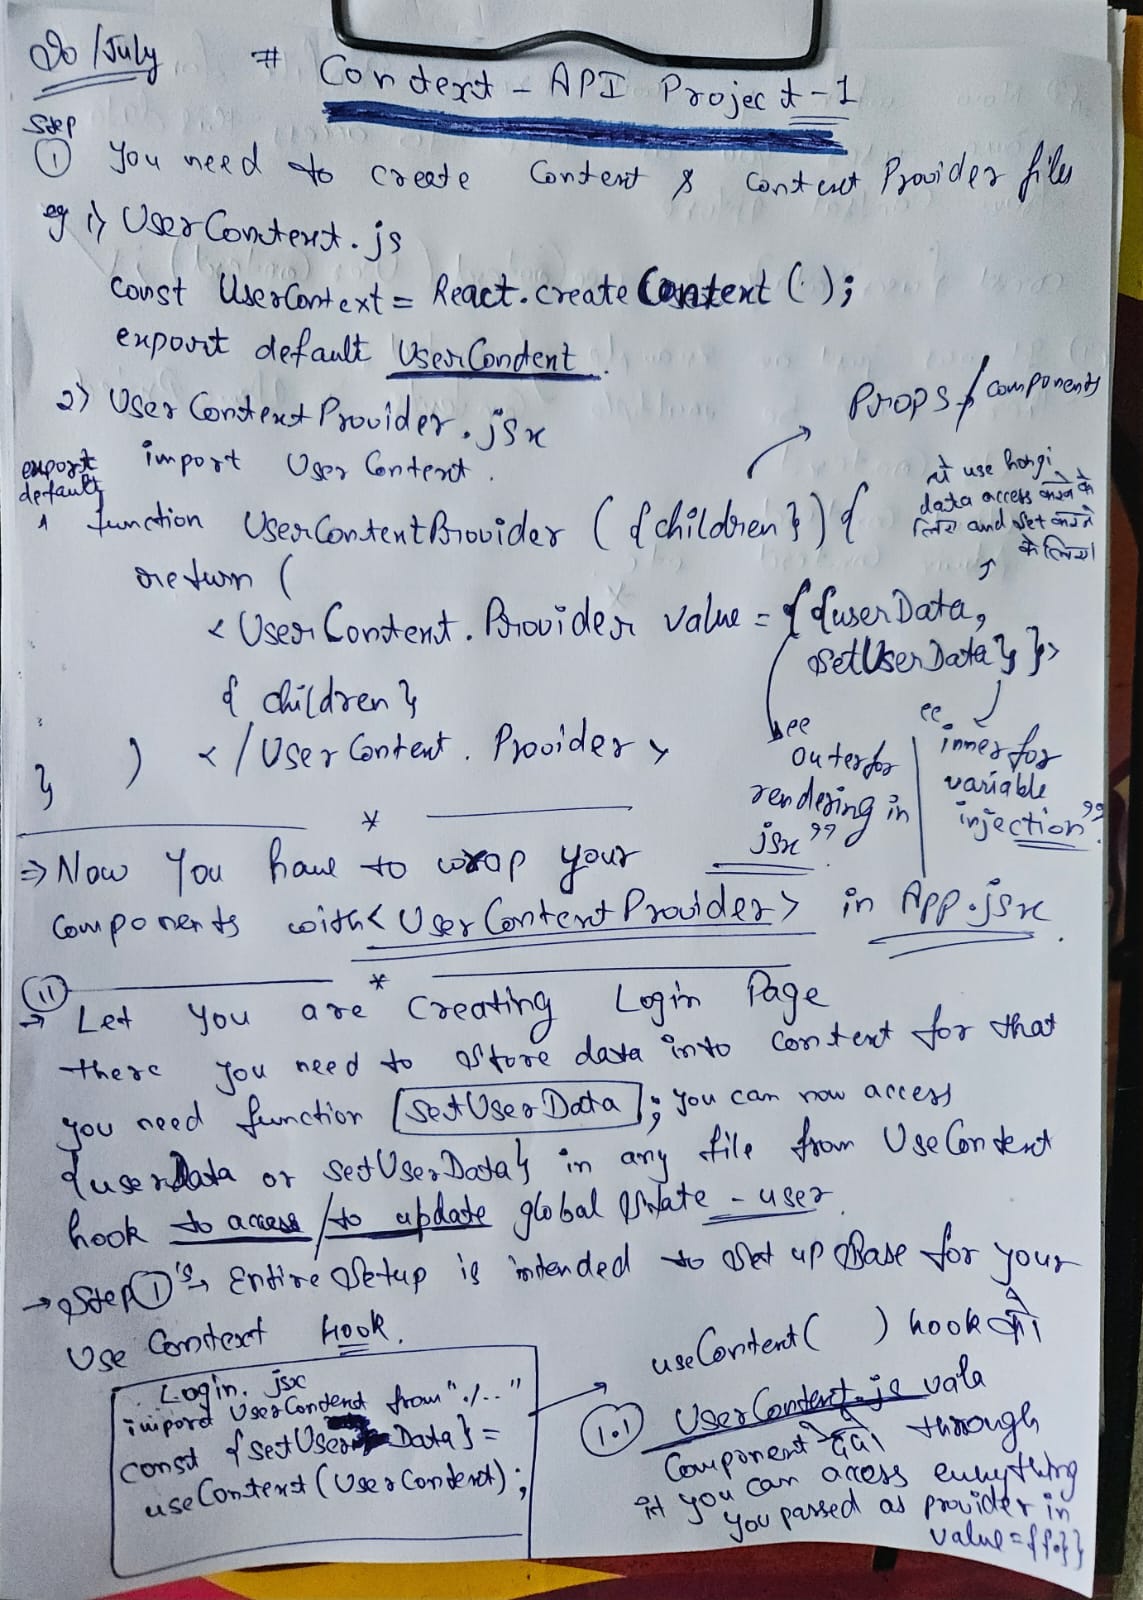 20/July # Context - API Project-1
Step
① You need to create Context & Context Provider files
eg 1) UserContext.js
const UserContext = React.createContext();
export default UserContext.
2) UserContextProvider.jsx
Props / components
import UserContext.
export default
function UserContextProvider ({children}) {
ये use hongi
data access करने के
लिए and set करने
के लिए।
return (
<UserContext.Provider value = {{userData,
setUserData}}>
{ children }
</UserContext.Provider>
)
}
outer for
rendering in
jsx"
inner for
variable
injection"
*
⇒ Now You have to wrap your
components with <UserContextProvider> in App.jsx.
*
⑪
→ Let you are Creating Login Page
there you need to store data into context for that
you need function [setUserData]; you can now access
{userData or setUserData} in any file from UseContext
hook to access / to update global state - user.
→ Step①'s Entire Setup is intended to Set up Base for your
Use Context Hook.
Login.jsx
import UserContext from "./.."
const {setUserData} =
useContext(UserContext);
useContext( ) hook को
1.1 UserContext.js vala
Component through
it you can access everything
you passed as provider in
value={{.}}